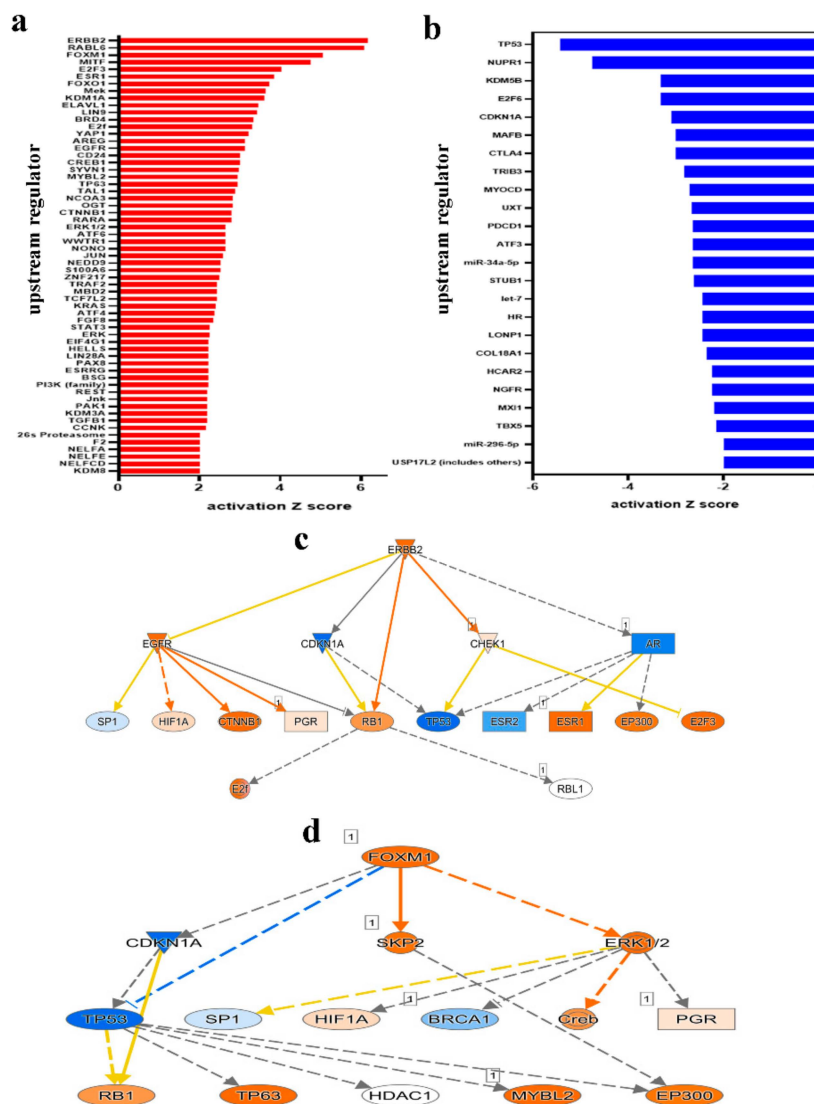 a
upstream regulator
ERBB2
RABL6
FOXM1
MITF
E2F3
ESR1
FOXO1
Mek
KDM1A
ELAVL1
LIN9
BRD4
E2f
YAP1
AREG
EGFR
CD24
CREB1
SYVN1
MYBL2
TP63
TAL1
NCOA3
OGT
CTNNB1
RARA
ERK1/2
ATF6
WWTR1
NONO
JUN
NEDD9
S100A6
ZNF217
TRAF2
MBD2
TCF7L2
KRAS
ATF4
FGF8
STAT3
ERK
EIF4G1
HELLS
LIN28A
PAX8
ESRRG
BSG
PI3K (family)
REST
Jnk
PAK1
KDM3A
TGFB1
CCNK
26s Proteasome
F2
NELFA
NELFE
NELFCD
KDM8
0 2 4 6
activation Z score
b
upstream regulator
TP53
NUPR1
KDM5B
E2F6
CDKN1A
MAFB
CTLA4
TRIB3
MYOCD
UXT
PDCD1
ATF3
miR-34a-5p
STUB1
let-7
HR
LONP1
COL18A1
HCAR2
NGFR
MXI1
TBX5
miR-296-5p
USP17L2 (includes others)
-6 -4 -2 0
activation Z score
c
ERBB2
1 1
EGFR CDKN1A CHEK1 AR
1 1
SP1 HIF1A CTNNB1 PGR RB1 TP53 ESR2 ESR1 EP300 E2F3
1
E2f RBL1
d
1
FOXM1
1
CDKN1A SKP2 ERK1/2
1 1
TP53 SP1 HIF1A BRCA1 Creb PGR
1
RB1 TP63 HDAC1 MYBL2 EP300